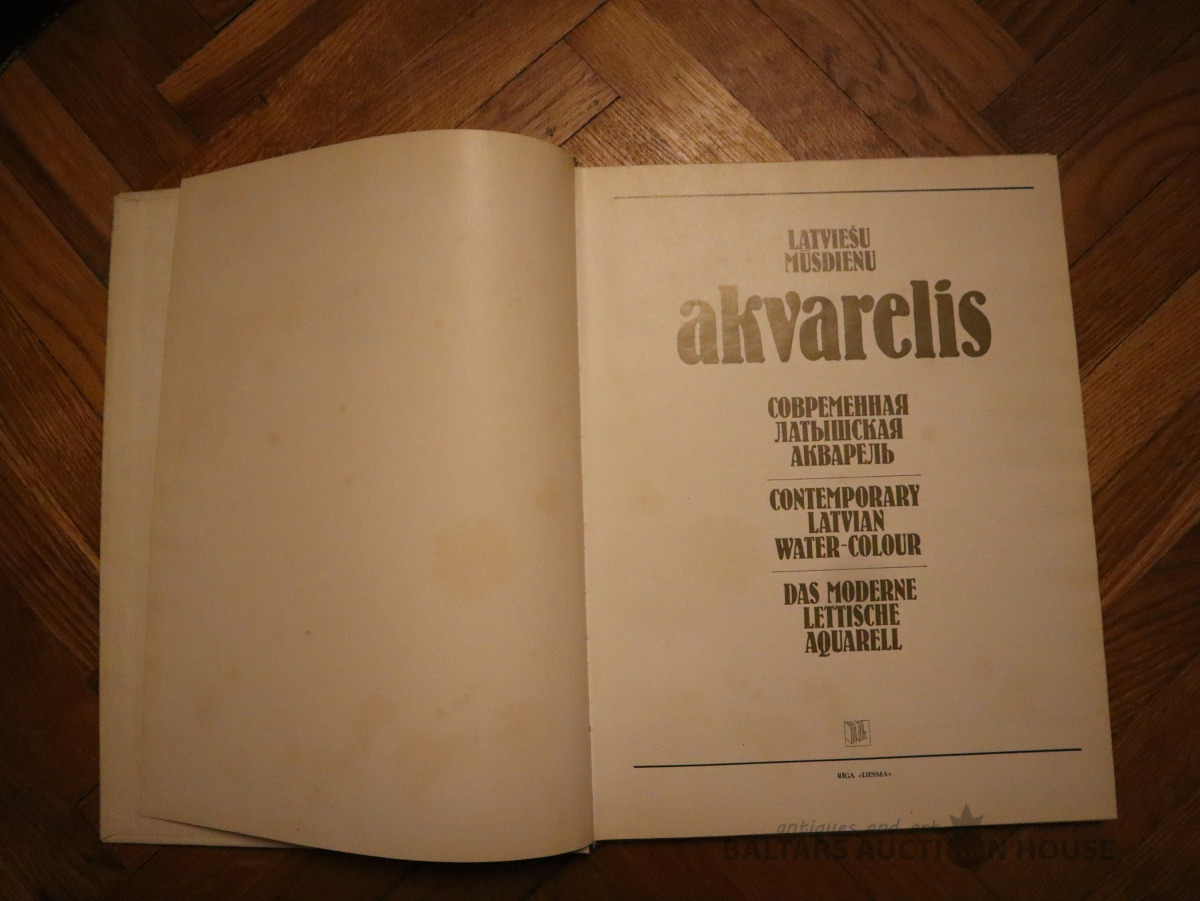 LATVIEŠU
MŪSDIENU
akvarelis
СОВРЕМЕННАЯ
ЛАТЫШСКАЯ
АКВАРЕЛЬ
CONTEMPORARY
LATVIAN
WATER-COLOUR
DAS MODERNE
LETTISCHE
AQUARELL
RĪGA «LIESMA»
antiques and art
BALTARS AUCTION HOUSE